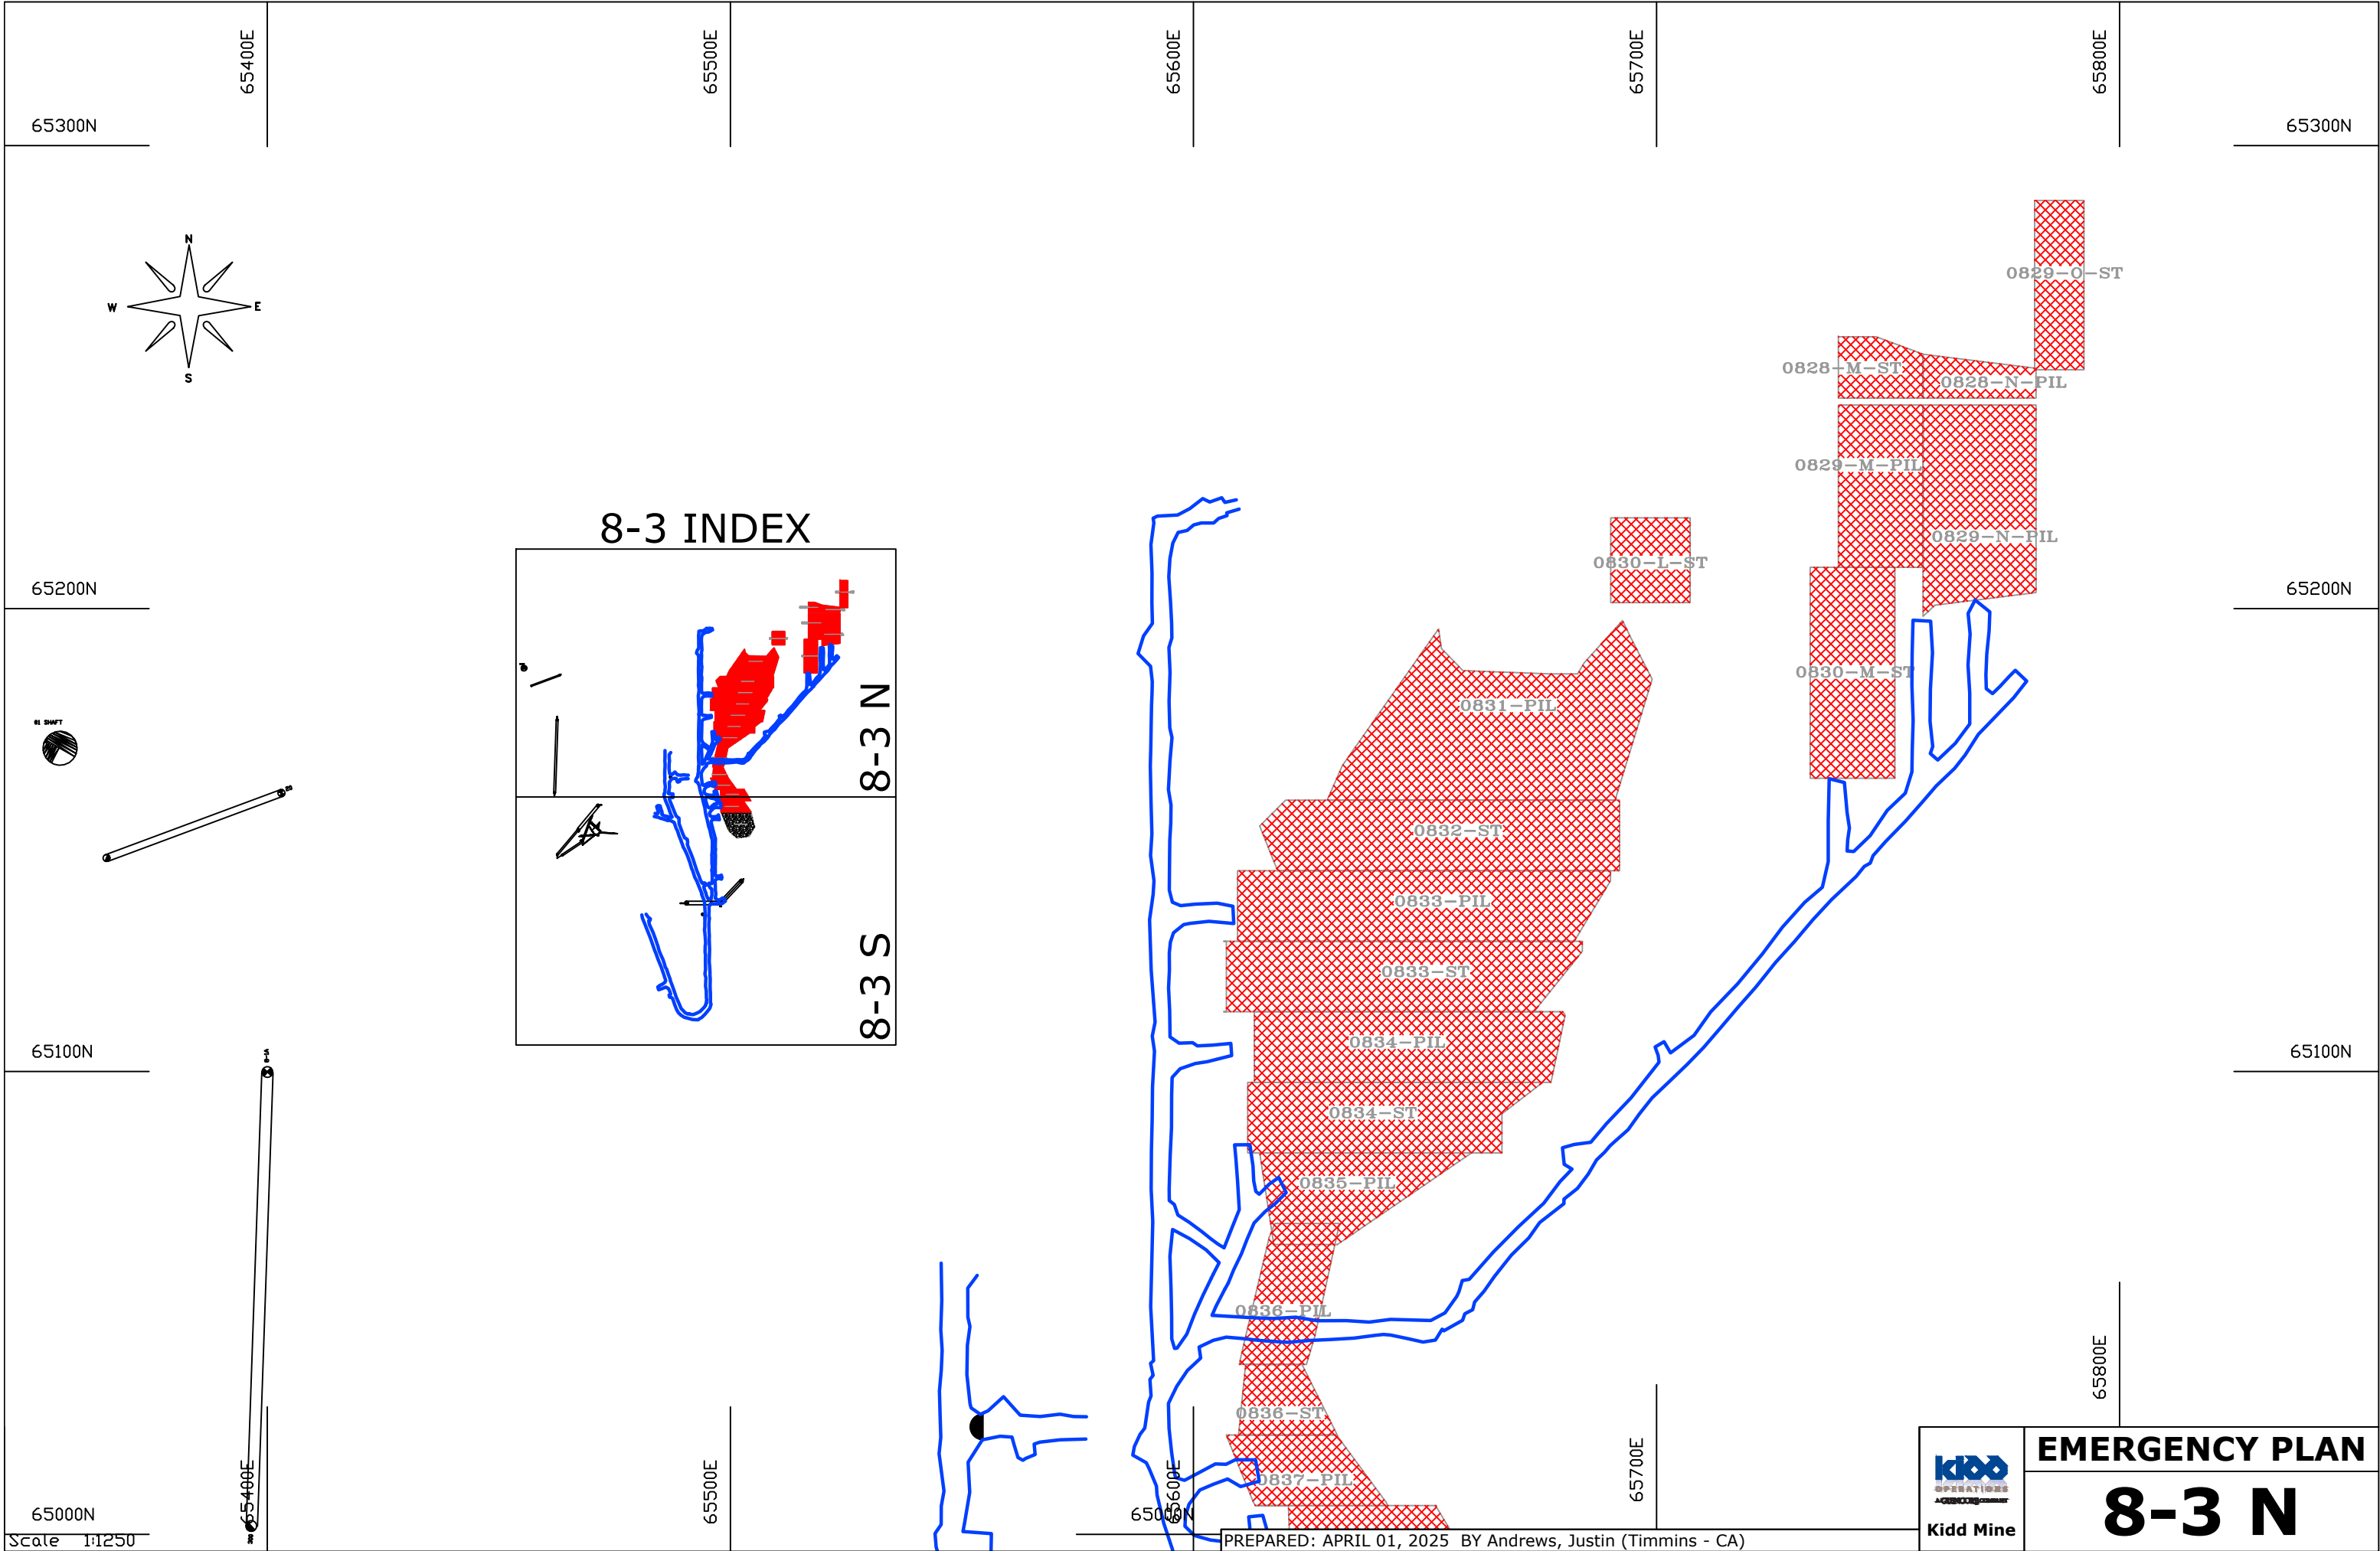 65400E
65500E
65600E
65700E
65800E
65300N
65300N
N
W
E
S
0829-O-ST
0828-M-ST
0828-N-PIL
0829-M-PIL
0829-N-PIL
8-3 INDEX
0830-L-ST
65200N
65200N
8-3 N
8-3 S
0830-M-ST
0831-PIL
#1 SHAFT
0832-ST
0833-PIL
0833-ST
65100N
65100N
0834-PIL
0834-ST
0835-PIL
0836-PIL
0836-ST
0837-PIL
65400E
65500E
65600E
65700E
65800E
65000N
65000N
Scale 1:1250
PREPARED: APRIL 01, 2025 BY Andrews, Justin (Timmins - CA)
KIDD
OPERATIONS
Kidd Mine
EMERGENCY PLAN
8-3 N